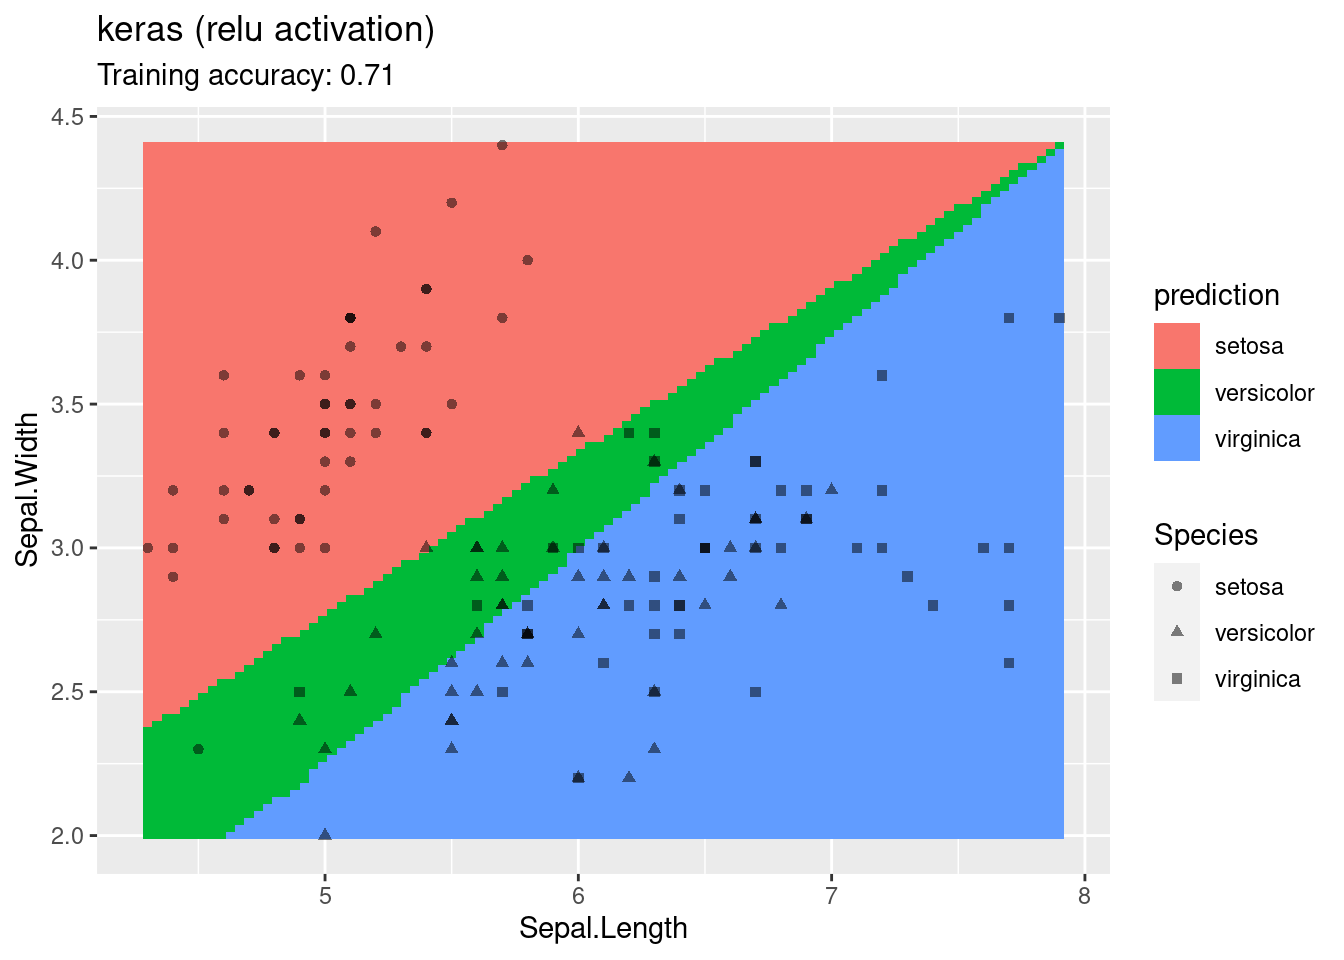 keras (relu activation)
Training accuracy: 0.71
4.5
4.0
3.5
3.0
2.5
2.0
Sepal.Width
5
6
7
8
Sepal.Length
prediction
setosa
versicolor
virginica
Species
setosa
versicolor
virginica